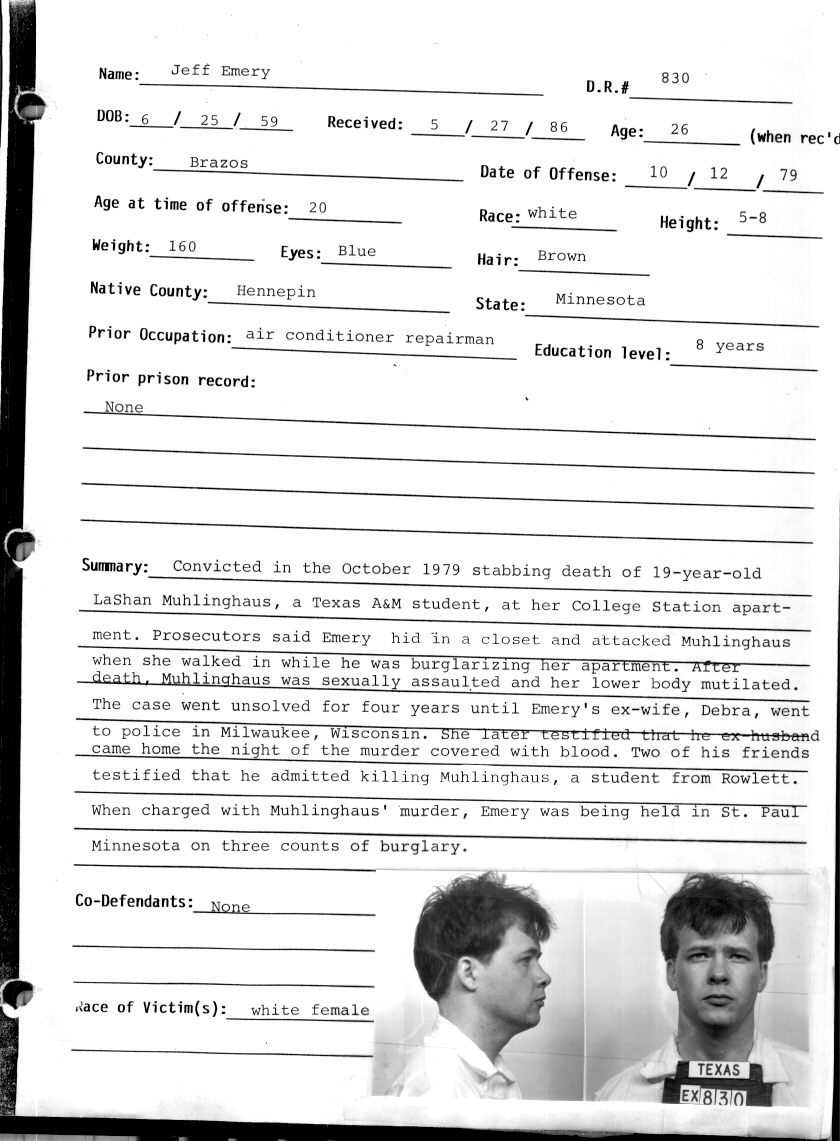 Name: Jeff Emery D.R.# 830
DOB: 6 / 25 / 59 Received: 5 / 27 / 86 Age: 26 (when rec'd
County: Brazos Date of Offense: 10 / 12 / 79
Age at time of offense: 20 Race: white Height: 5-8
Weight: 160 Eyes: Blue Hair: Brown
Native County: Hennepin State: Minnesota
Prior Occupation: air conditioner repairman Education level: 8 years
Prior prison record:
None
Summary: Convicted in the October 1979 stabbing death of 19-year-old
LaShan Muhlinghaus, a Texas A&M student, at her College Station apart-
ment. Prosecutors said Emery hid in a closet and attacked Muhlinghaus
when she walked in while he was burglarizing her apartment. After
death, Muhlinghaus was sexually assaulted and her lower body mutilated.
The case went unsolved for four years until Emery's ex-wife, Debra, went
to police in Milwaukee, Wisconsin. She later testified that he ex-husband
came home the night of the murder covered with blood. Two of his friends
testified that he admitted killing Muhlinghaus, a student from Rowlett.
When charged with Muhlinghaus' murder, Emery was being held in St. Paul
Minnesota on three counts of burglary.
Co-Defendants: None
Race of Victim(s): white female
TEXAS
EX830